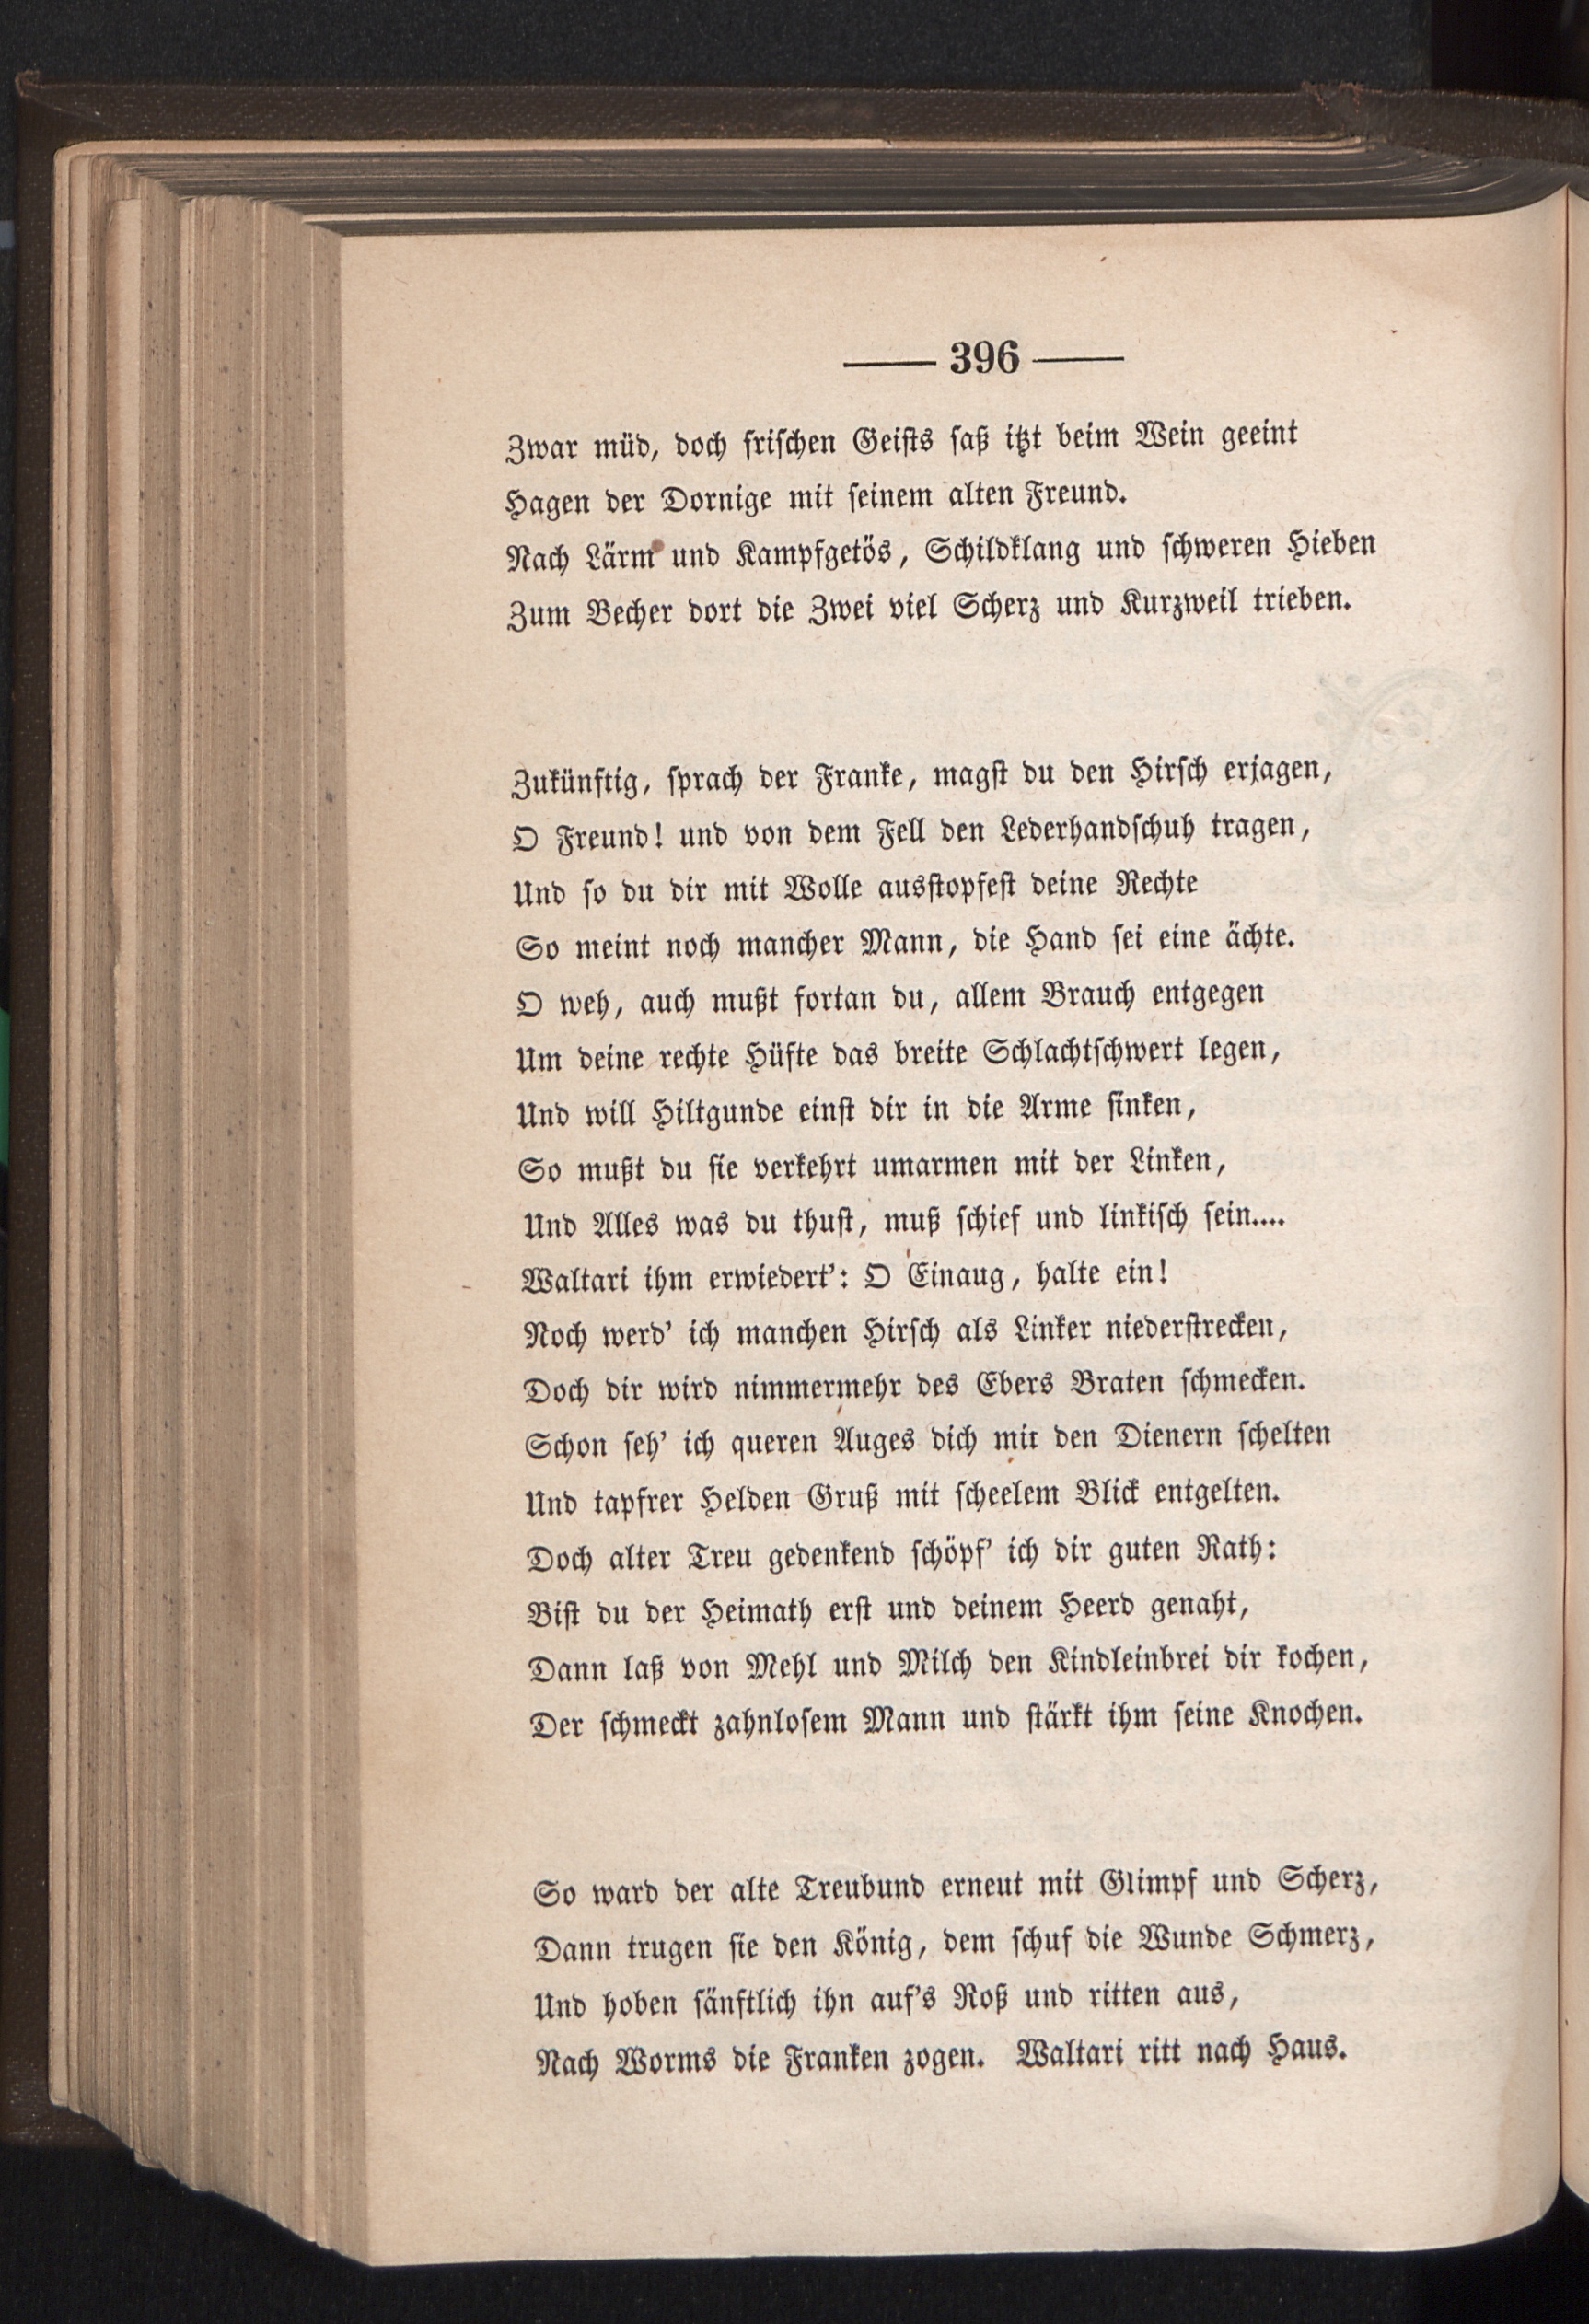 — 396 —
Zwar müd, doch frischen Geists saß itzt beim Wein geeint
Hagen der Dornige mit seinem alten Freund.
Nach Lärm und Kampfgetös, Schildklang und schweren Hieben
Zum Becher dort die Zwei viel Scherz und Kurzweil trieben.
Zukünftig, sprach der Franke, magst du den Hirsch erjagen,
O Freund! und von dem Fell den Lederhandschuh tragen,
Und so du dir mit Wolle ausstopfest deine Rechte
So meint noch mancher Mann, die Hand sei eine ächte.
O weh, auch mußt fortan du, allem Brauch entgegen
Um deine rechte Hüfte das breite Schlachtschwert legen,
Und will Hiltgunde einst dir in die Arme sinken,
So mußt du sie verkehrt umarmen mit der Linken,
Und Alles was du thust, muß schief und linkisch sein....
Waltari ihm erwiedert': O Einaug, halte ein!
Noch werd' ich manchen Hirsch als Linker niederstrecken,
Doch dir wird nimmermehr des Ebers Braten schmecken.
Schon seh' ich queren Auges dich mit den Dienern schelten
Und tapfrer Helden Gruß mit scheelem Blick entgelten.
Doch alter Treu gedenkend schöpf' ich dir guten Rath:
Bist du der Heimath erst und deinem Heerd genaht,
Dann laß von Mehl und Milch den Kindleinbrei dir kochen,
Der schmeckt zahnlosem Mann und stärkt ihm seine Knochen.
So ward der alte Treubund erneut mit Glimpf und Scherz,
Dann trugen sie den König, dem schuf die Wunde Schmerz,
Und hoben sänftlich ihn auf's Roß und ritten aus,
Nach Worms die Franken zogen. Waltari ritt nach Haus.